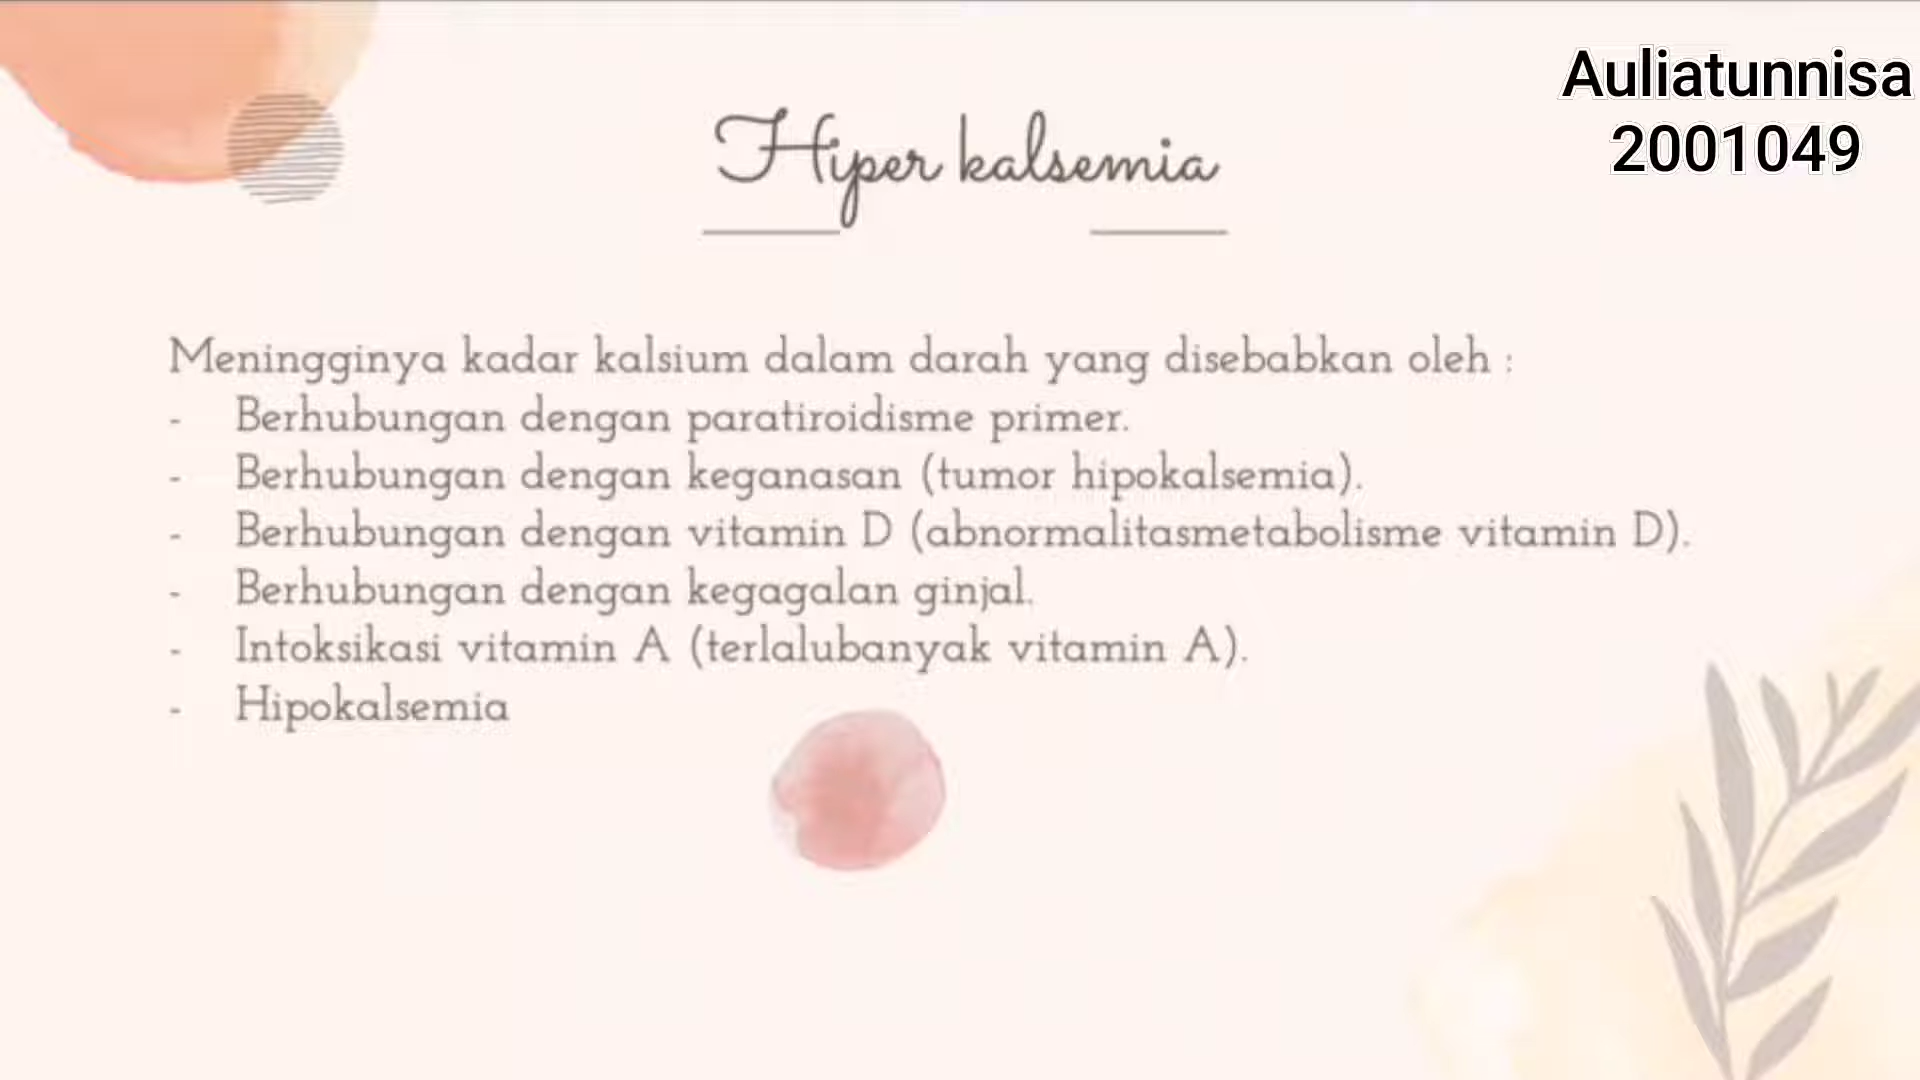 Auliatunnisa
2001049
Hiper kalsemia
Meningginya kadar kalsium dalam darah yang disebabkan oleh :
- Berhubungan dengan paratiroidisme primer.
- Berhubungan dengan keganasan (tumor hipokalsemia).
- Berhubungan dengan vitamin D (abnormalitasmetabolisme vitamin D).
- Berhubungan dengan kegagalan ginjal.
- Intoksikasi vitamin A (terlalubanyak vitamin A).
- Hipokalsemia